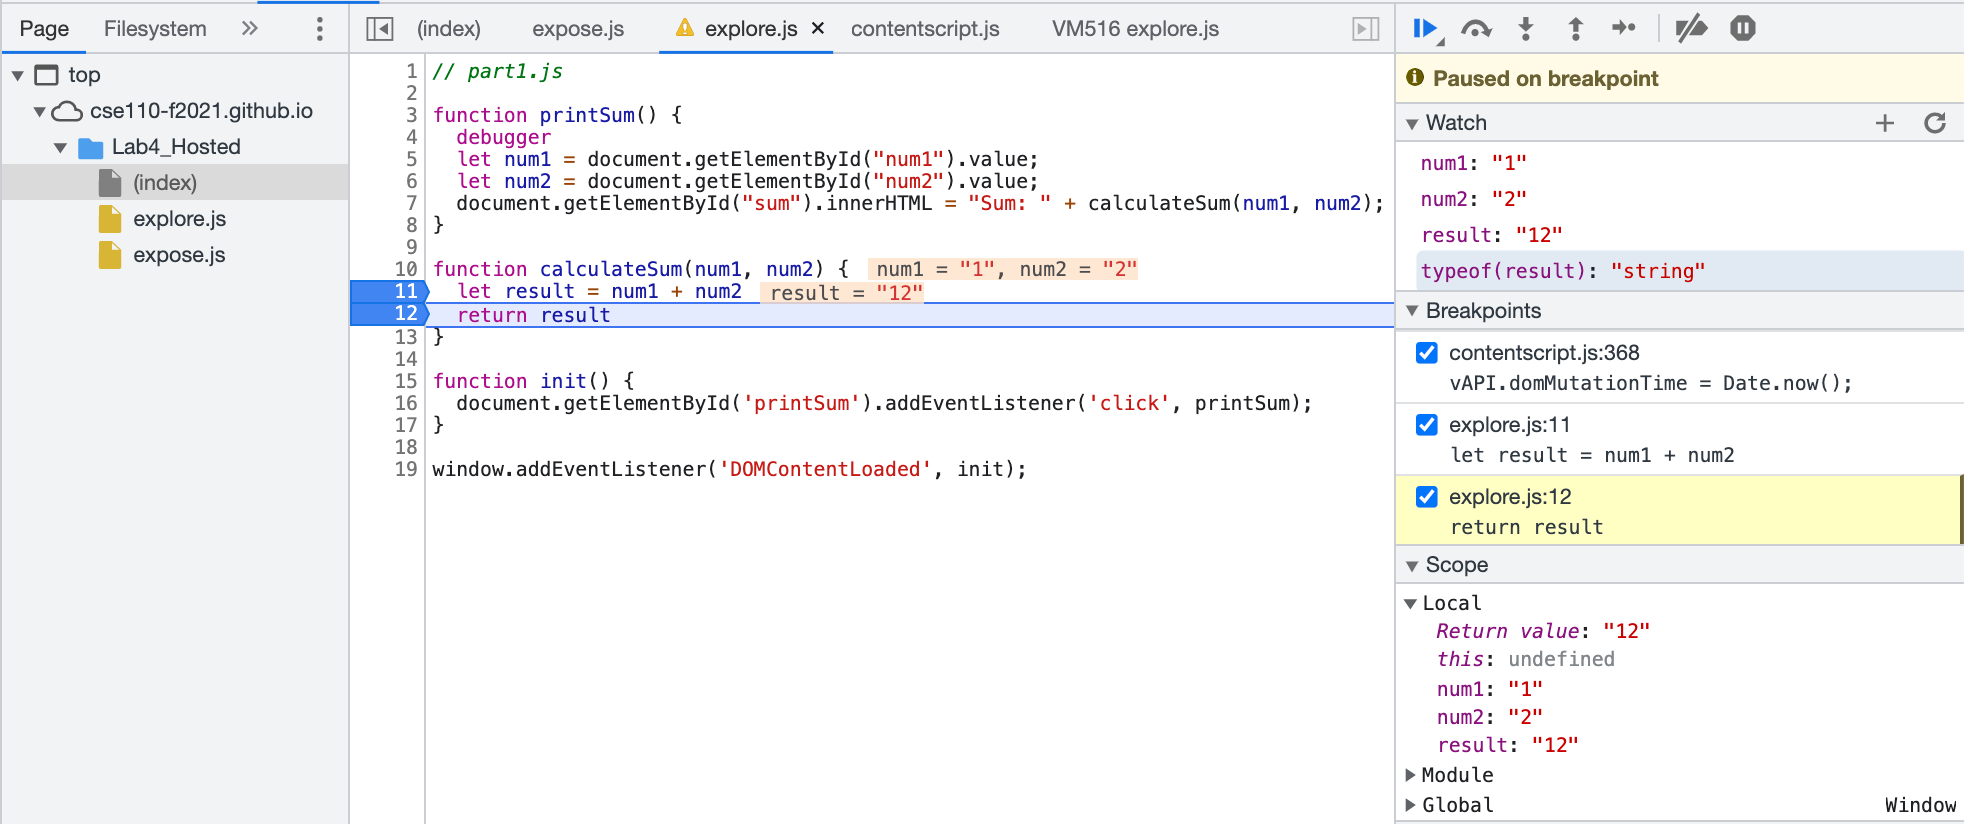 Page Filesystem »
top
cse110-f2021.github.io
Lab4_Hosted
(index)
explore.js
expose.js
(index) expose.js explore.js × contentscript.js VM516 explore.js
1 // part1.js
2
3 function printSum() {
4   debugger
5   let num1 = document.getElementById("num1").value;
6   let num2 = document.getElementById("num2").value;
7   document.getElementById("sum").innerHTML = "Sum: " + calculateSum(num1, num2);
8 }
9
10 function calculateSum(num1, num2) { num1 = "1", num2 = "2"
11   let result = num1 + num2 result = "12"
12   return result
13 }
14
15 function init() {
16   document.getElementById('printSum').addEventListener('click', printSum);
17 }
18
19 window.addEventListener('DOMContentLoaded', init);
Paused on breakpoint
Watch
num1: "1"
num2: "2"
result: "12"
typeof(result): "string"
Breakpoints
contentscript.js:368
vAPI.domMutationTime = Date.now();
explore.js:11
let result = num1 + num2
explore.js:12
return result
Scope
Local
Return value: "12"
this: undefined
num1: "1"
num2: "2"
result: "12"
Module
Global Window